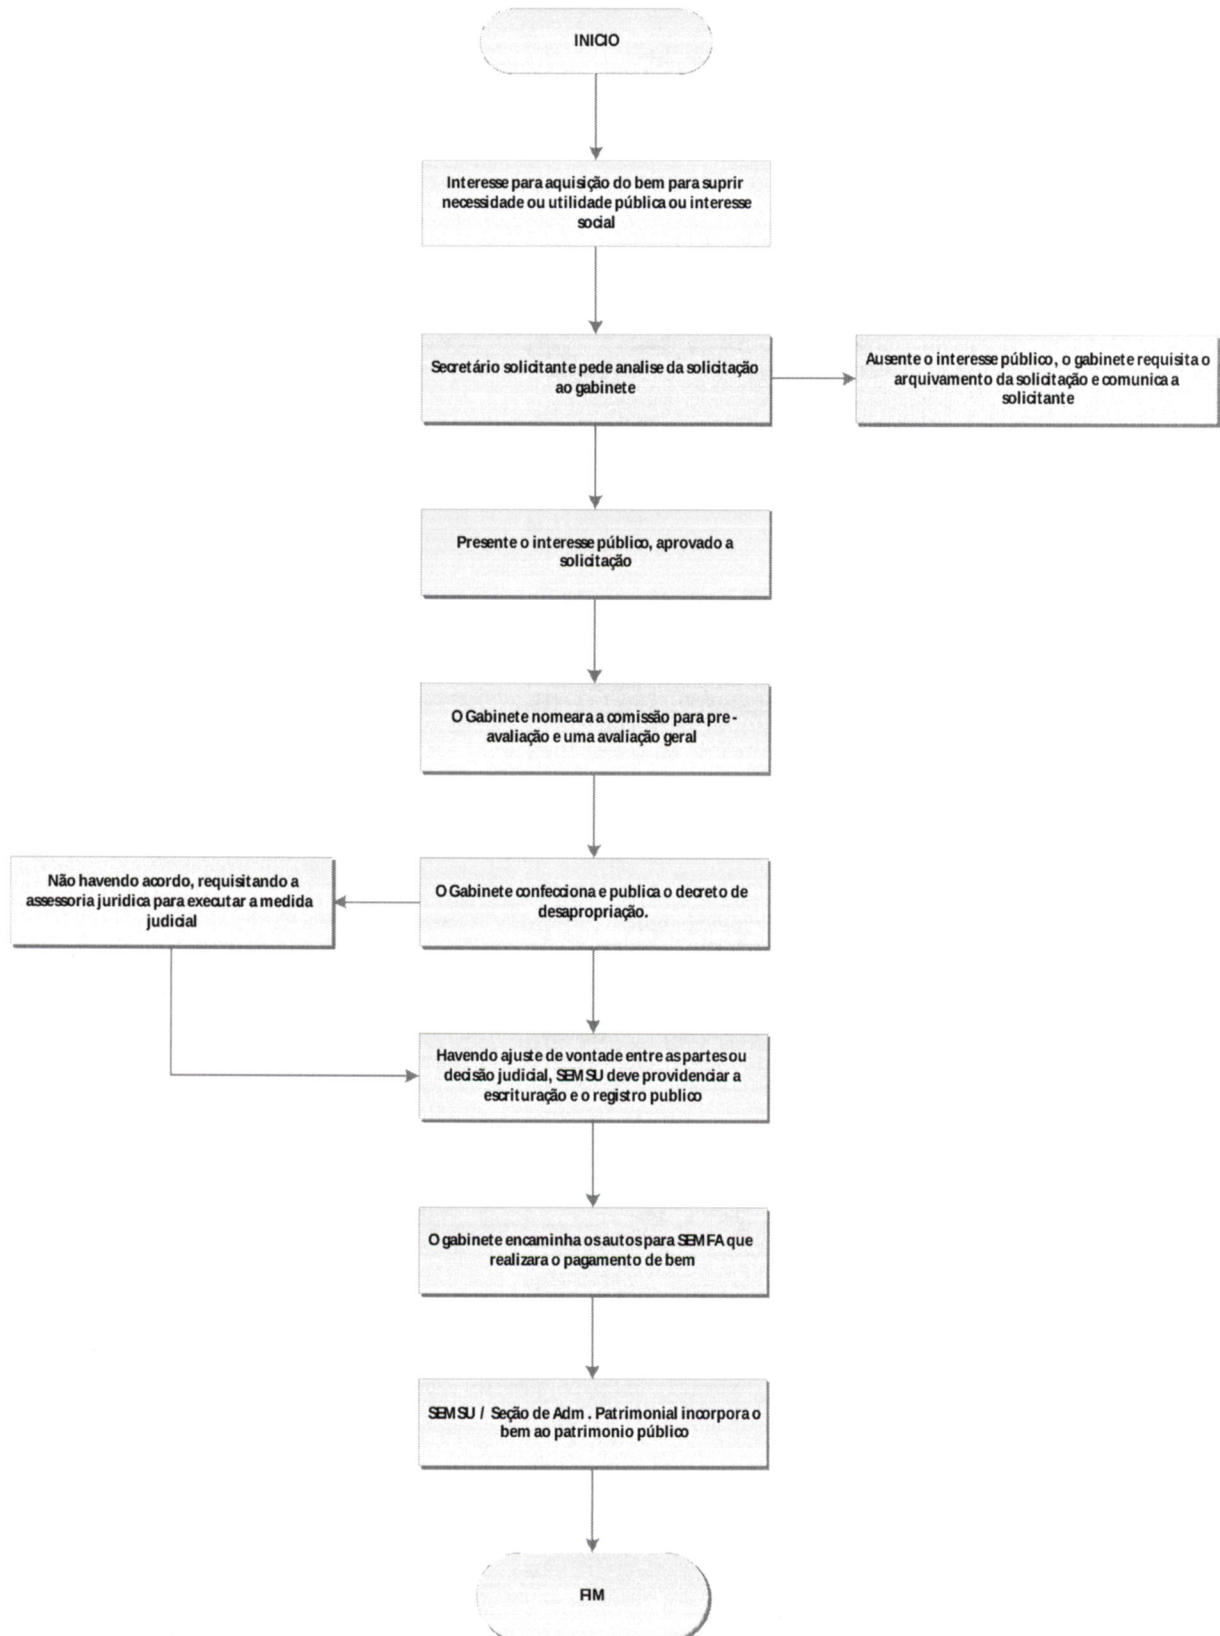 INICIO
Interesse para aquisição do bem para suprir
necessidade ou utilidade pública ou interesse
social
Secretário solicitante pede analise da solicitação
ao gabinete
Ausente o interesse público, o gabinete requisita o
arquivamento da solicitação e comunica a
solicitante
Presente o interesse público, aprovado a
solicitação
O Gabinete nomeara a comissão para pre -
avaliação e uma avaliação geral
Não havendo acordo, requisitando a
assessoria juridica para executar a medida
judicial
O Gabinete confecciona e publica o decreto de
desapropriação.
Havendo ajuste de vontade entre as partes ou
decisão judicial, SEMSU deve providenciar a
escrituração e o registro publico
O gabinete encaminha os autos para SEMFA que
realizara o pagamento de bem
SEMSU / Seção de Adm . Patrimonial incorpora o
bem ao patrimonio público
FIM